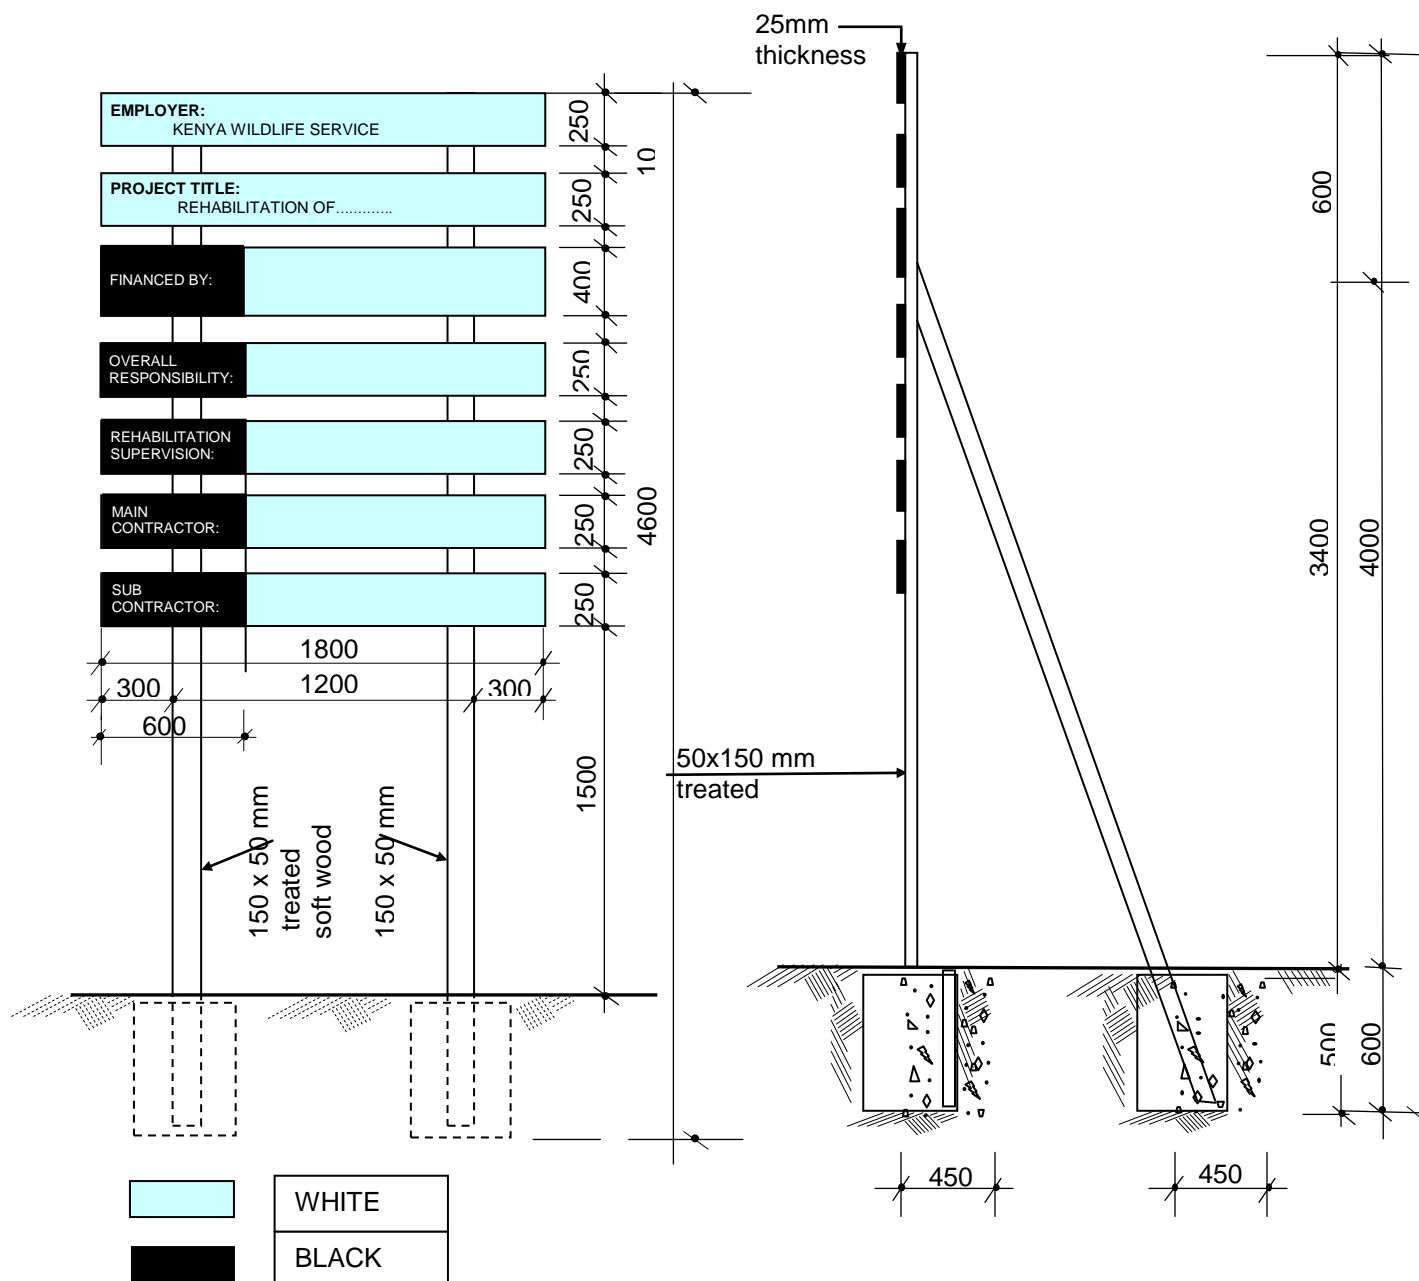 EMPLOYER:
KENYA WILDLIFE SERVICE
PROJECT TITLE:
REHABILITATION OF.............
FINANCED BY:
OVERALL
RESPONSIBILITY:
REHABILITATION
SUPERVISION:
MAIN
CONTRACTOR:
SUB
CONTRACTOR:
250
10
250
400
250
250
250
250
4600
1500
1800
300
1200
300
600
150 x 50 mm
treated
soft wood
150 x 50 mm
WHITE
BLACK
25mm
thickness
50x150 mm
treated
600
3400
4000
500
600
450
450